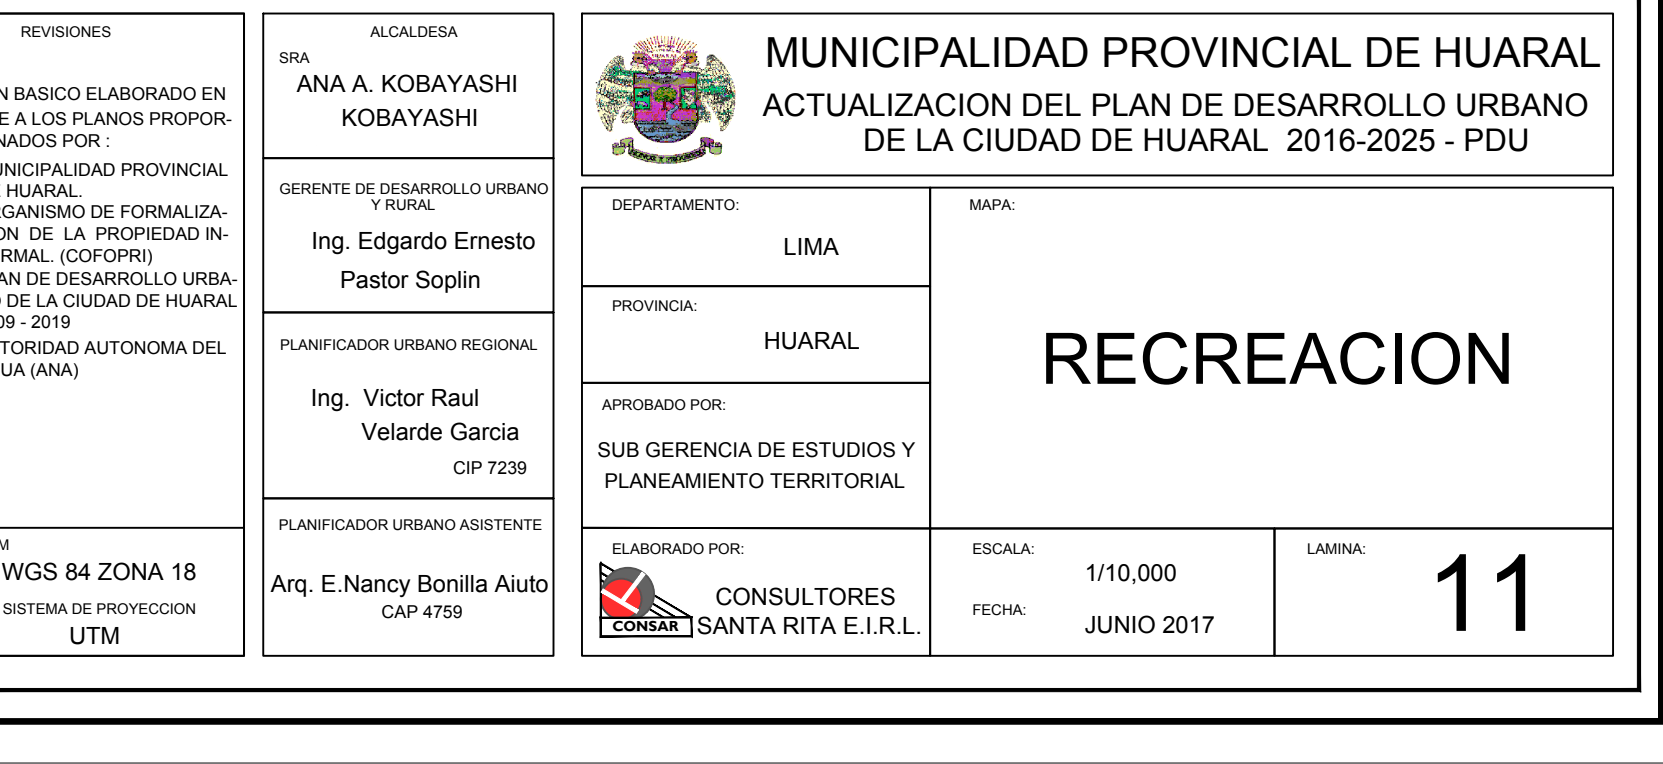 REVISIONES
N BASICO ELABORADO EN
E A LOS PLANOS PROPOR-
NADOS POR :
UNICIPALIDAD PROVINCIAL
E HUARAL.
RGANISMO DE FORMALIZA-
ON DE LA PROPIEDAD IN-
RMAL. (COFOPRI)
AN DE DESARROLLO URBA-
O DE LA CIUDAD DE HUARAL
09 - 2019
TORIDAD AUTONOMA DEL
UA (ANA)
M
WGS 84 ZONA 18
SISTEMA DE PROYECCION
UTM
ALCALDESA
SRA
ANA A. KOBAYASHI
KOBAYASHI
GERENTE DE DESARROLLO URBANO
Y RURAL
Ing. Edgardo Ernesto
Pastor Soplin
PLANIFICADOR URBANO REGIONAL
Ing. Victor Raul
Velarde Garcia
CIP 7239
PLANIFICADOR URBANO ASISTENTE
Arq. E.Nancy Bonilla Aiuto
CAP 4759
MUNICIPALIDAD PROVINCIAL DE HUARAL
ACTUALIZACION DEL PLAN DE DESARROLLO URBANO
DE LA CIUDAD DE HUARAL 2016-2025 - PDU
DEPARTAMENTO:
LIMA
PROVINCIA:
HUARAL
APROBADO POR:
SUB GERENCIA DE ESTUDIOS Y
PLANEAMIENTO TERRITORIAL
ELABORADO POR:
CONSAR
CONSULTORES
SANTA RITA E.I.R.L.
MAPA:
RECREACION
ESCALA:
1/10,000
FECHA:
JUNIO 2017
LAMINA:
11